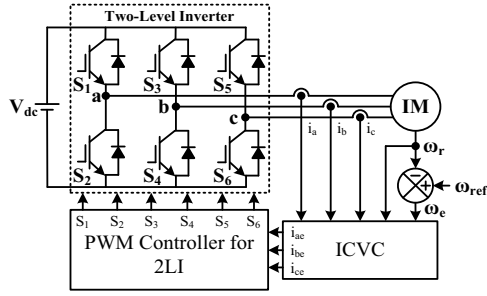 Two-Level Inverter
S1 S3 S5
a
b
c
Vdc
IM
S2 S4 S6
ia ib ic
ωr
− +
ωref
ωe
S1 S2 S3 S4 S5 S6
PWM Controller for
2LI
iae
ibe
ice
ICVC